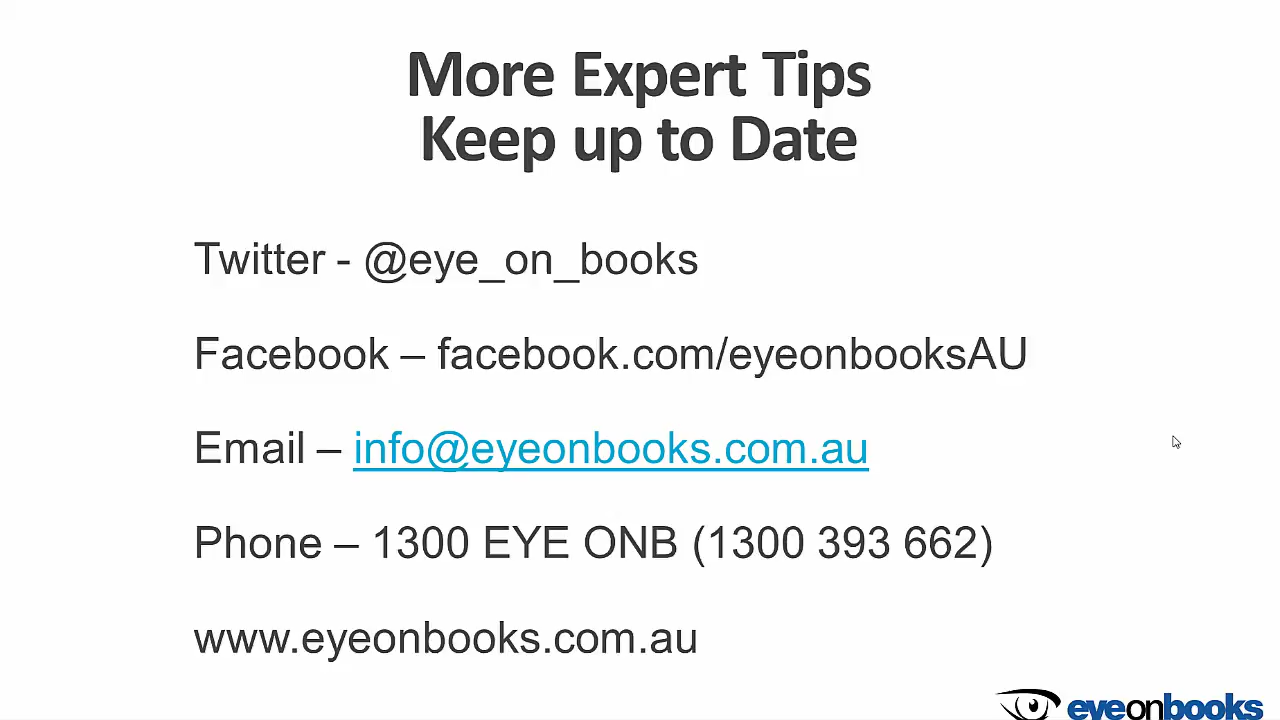 More Expert Tips
Keep up to Date
Twitter - @eye_on_books
Facebook – facebook.com/eyeonbooksAU
Email – info@eyeonbooks.com.au
Phone – 1300 EYE ONB (1300 393 662)
www.eyeonbooks.com.au
eyeonbooks